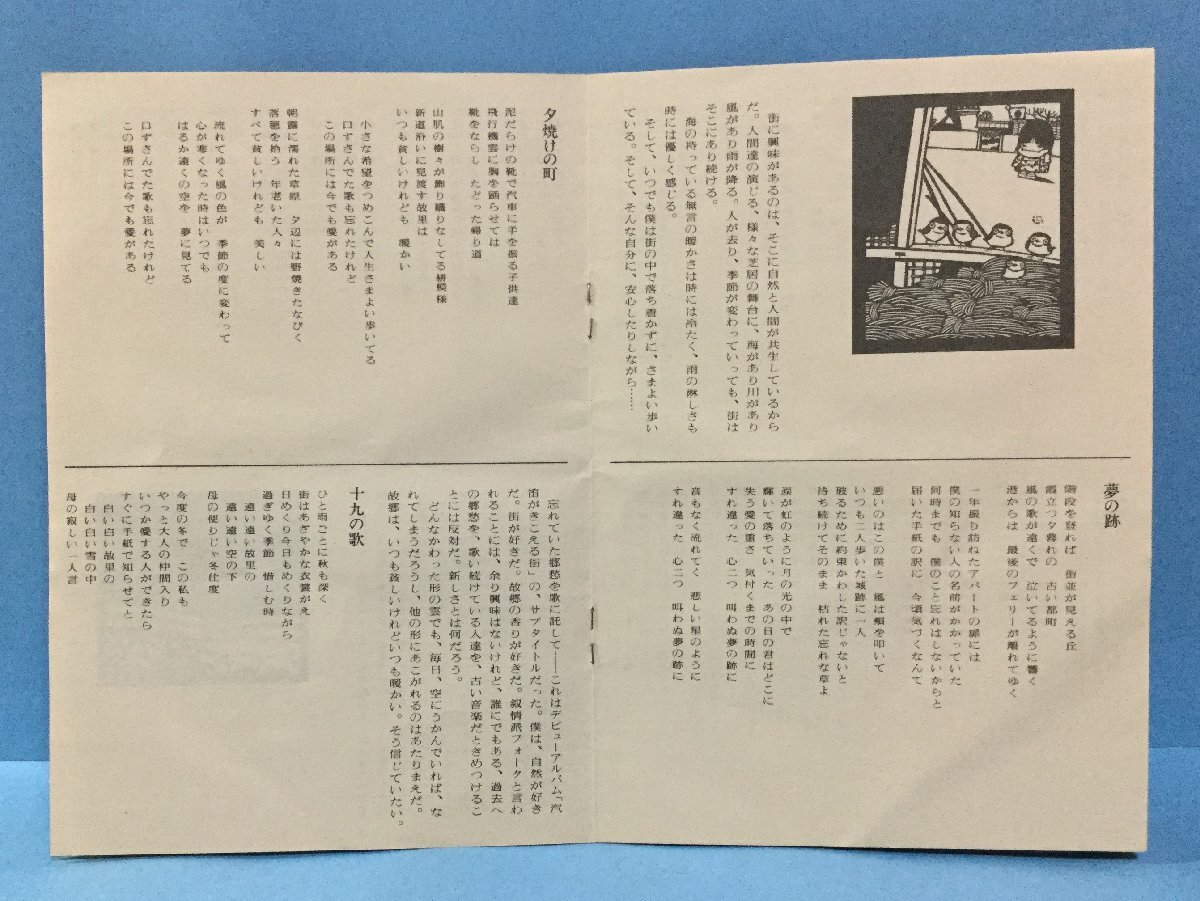 街に興味があるのは、そこに自然と人間が共生しているから
だ。人間達の演じる、様々な芝居の舞台に、海があり川があり
風があり雨が降る。人が去り、季節が変わっていっても、街は
そこにあり続ける。
海の持っている無言の暖かさは時には冷たく、雨の淋しさも
時には優しく感じる。
そして、いつでも僕は街の中で落ち着かずに、さまよい歩い
ている。そして、そんな自分に、安心したりしながら……
夕焼けの町
泥だらけの靴で汽車に手を振る子供達
飛行機雲に胸を踊らせては
靴をならし たどった帰り道
山肌の樹々が飾り織りなしてる絣模様
新道沿いに見渡す故里は
いつも貧しいけれども 暖かい
小さな希望をつめこんで人生さまよい歩いてる
口ずさんでた歌も忘れたけれど
この場所には今でも愛がある
朝露に濡れた草原 夕辺には野焼きたなびく
落穂を拾う 年老いた人々
すべて貧しいけれども 美しい
流れてゆく風の色が 季節の度に変わって
心が寒くなった時はいつでも
はるか遠くの空を 夢に見てる
口ずさんでた歌も忘れたけれど
この場所には今でも愛がある
夢の跡
階段を登れば 街並が見える丘
霞立つ夕暮れの 古い都町
風の歌が遠くで 泣いてるように響く
港からは 最後のフェリーが離れてゆく
一年振り訪ねたアパートの扉には
僕の知らない人の名前がかかっていた
何時までも 僕のこと忘れはしないからと
届いた手紙の訳に 今頃気づくなんて
悪いのはこの僕と 風は頬を叩いて
いつも二人歩いた城跡に一人
破るために約束かわした訳じゃないと
待ち続けてそのまま 枯れた忘れな草よ
涙が虹のように月の光の中で
輝いて落ちていった あの日の君はどこに
失う愛の重さ 気付くまでの時間に
すれ違った 心二つ 叫わぬ夢の跡に
音もなく流れてく 悲しい星のように
すれ違った 心二つ 叫わぬ夢の跡に
忘れていた郷愁を歌に託して――これはデビューアルバム「汽
笛がきこえる街」の、サブタイトルだった。僕は、自然が好き
だ。街が好きだ。故郷の香りが好きだ。叙情派フォークと言わ
れることには、余り興味はないけれど、誰にでもある、過去へ
の郷愁を、歌い続けている人達を、古い音楽だときめつけるこ
とには反対だ。新しさとは何だろう。
どんなかわった形の雲でも、毎日、空にうかんでいれば、な
れてしまうだろうし、他の形にあこがれるのはあたりまえだ。
故郷は、いつも貧しいけれどいつも暖かい。そう信じていたい。
十九の歌
ひと雨ごとに秋も深く
街はあざやかな衣裳がえ
日めくり今日もめくりながら
過ぎゆく季節 惜しむ時
遠い遠い故里の
遠い遠い空の下
母の便りじゃ冬仕度
今度の冬で この私も
やっと大人の仲間入り
いつか愛する人ができたら
すぐに手紙で知らせてと
白い白い故里の
白い白い雪の中
母の寂しい一人言